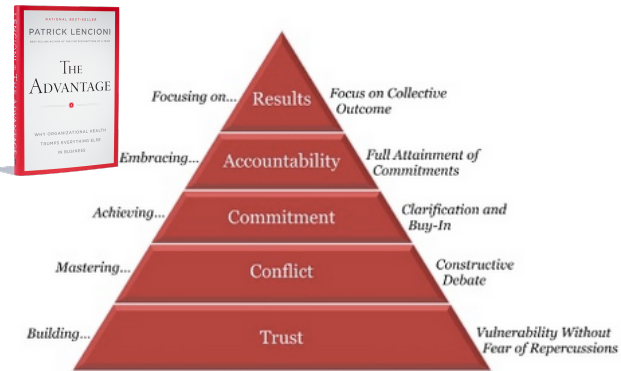 NATIONAL BEST-SELLER
PATRICK LENCIONI
THE
ADVANTAGE
WHY ORGANIZATIONAL HEALTH
TRUMPS EVERYTHING ELSE
IN BUSINESS
Focusing on...
Results
Focus on Collective
Outcome
Embracing...
Accountability
Full Attainment of
Commitments
Achieving...
Commitment
Clarification and
Buy-In
Mastering...
Conflict
Constructive
Debate
Building...
Trust
Vulnerability Without
Fear of Repercussions